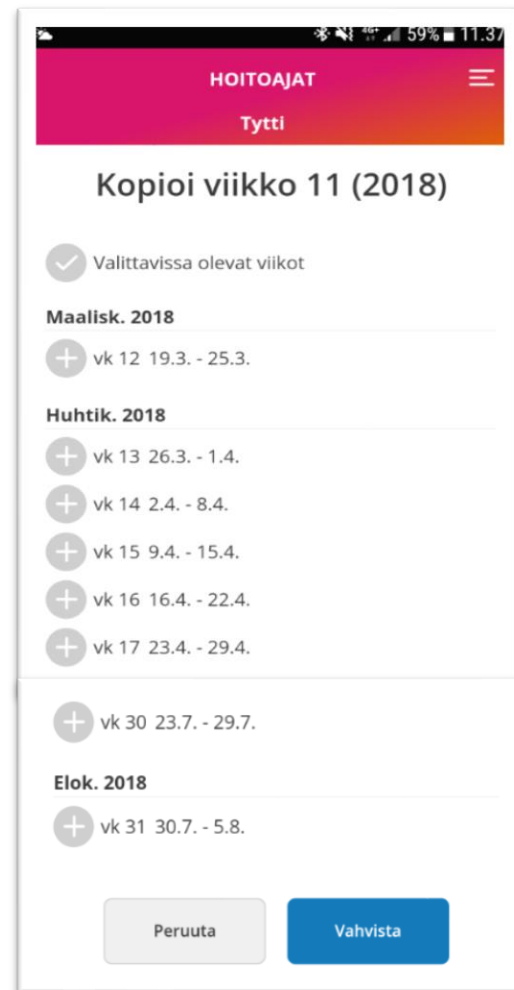 4G+ 59% 11.37
HOITOAJAT
Tytti
Kopioi viikko 11 (2018)
Valittavissa olevat viikot
Maalisk. 2018
vk 12 19.3. - 25.3.
Huhtik. 2018
vk 13 26.3. - 1.4.
vk 14 2.4. - 8.4.
vk 15 9.4. - 15.4.
vk 16 16.4. - 22.4.
vk 17 23.4. - 29.4.
vk 30 23.7. - 29.7.
Elok. 2018
vk 31 30.7. - 5.8.
Peruuta Vahvista